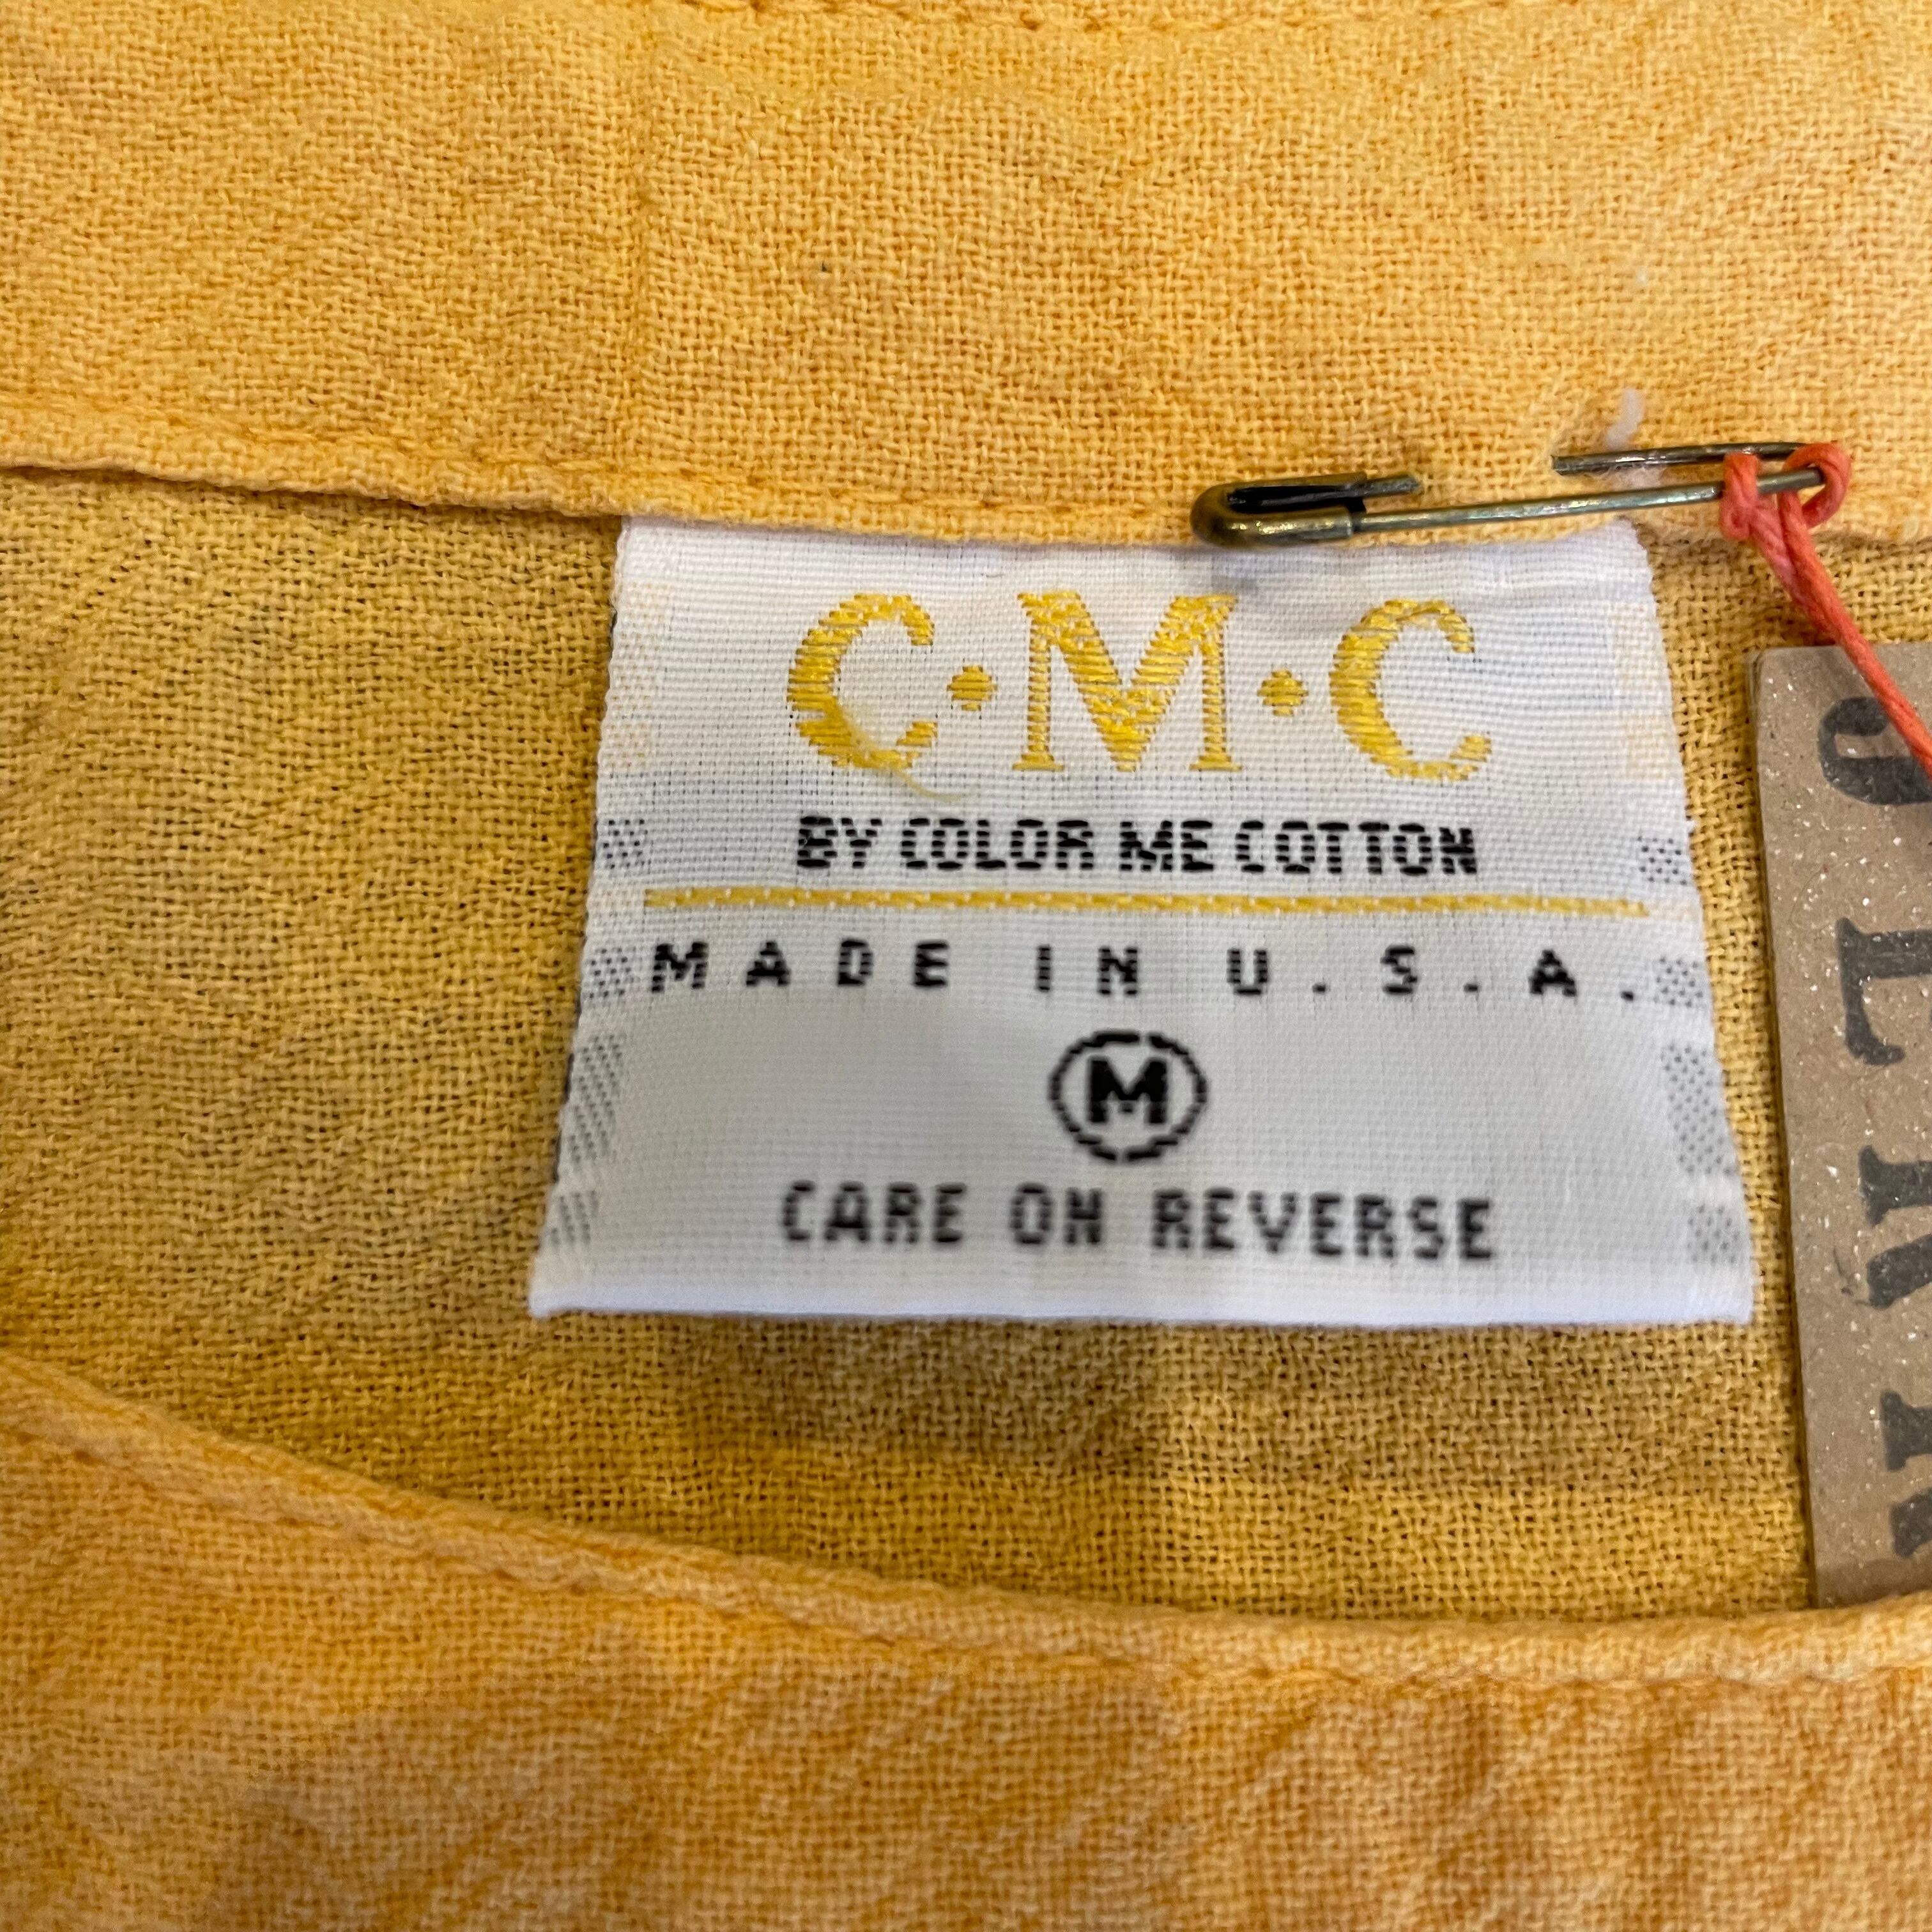 C·M·C
BY COLOR ME COTTON
MADE IN U.S.A.
M
CARE ON REVERSE